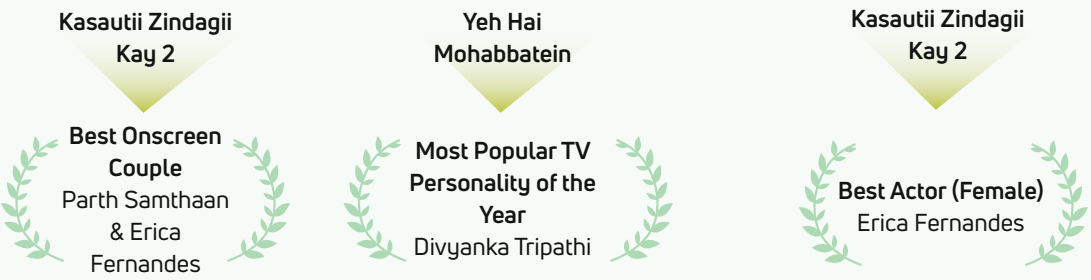 Kasautii Zindagii
Kay 2
Best Onscreen
Couple
Parth Samthaan
& Erica
Fernandes
Yeh Hai
Mohabbatein
Most Popular TV
Personality of the
Year
Divyanka Tripathi
Kasautii Zindagii
Kay 2
Best Actor (Female)
Erica Fernandes